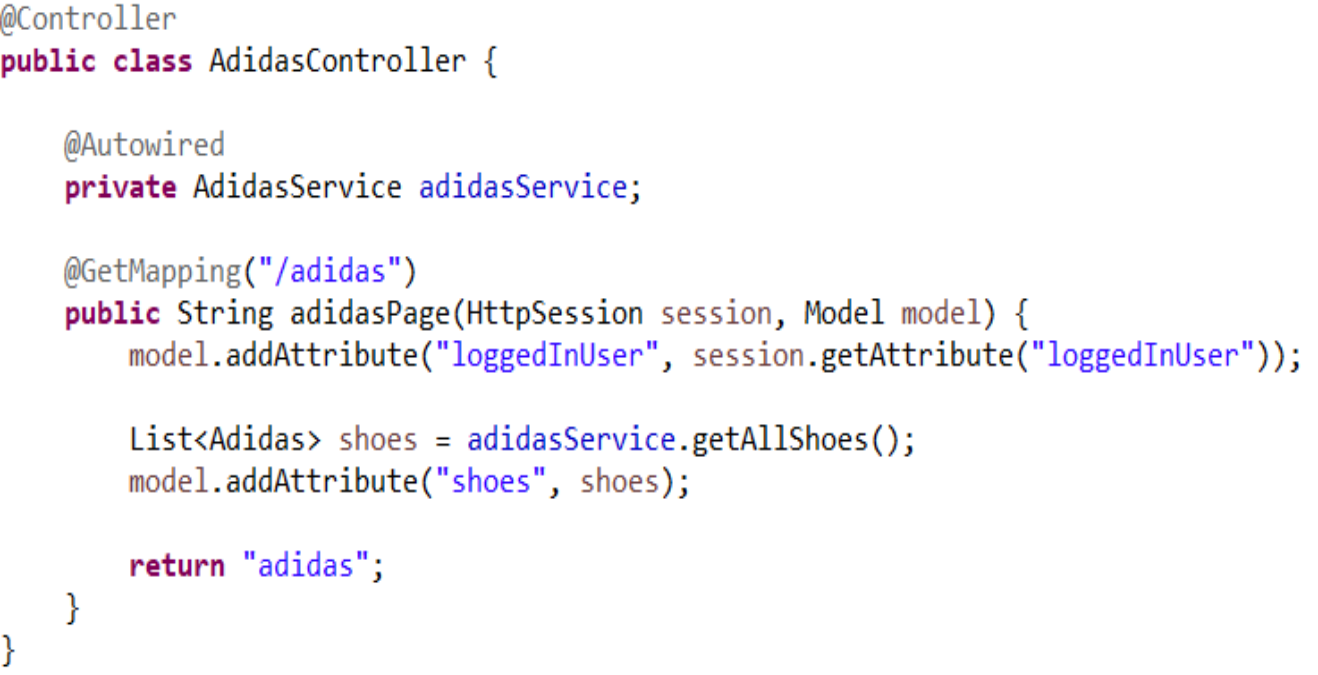 @Controller
public class AdidasController {
@Autowired
private AdidasService adidasService;
@GetMapping("/adidas")
public String adidasPage(HttpSession session, Model model) {
model.addAttribute("loggedInUser", session.getAttribute("loggedInUser"));
List<Adidas> shoes = adidasService.getAllShoes();
model.addAttribute("shoes", shoes);
return "adidas";
}
}